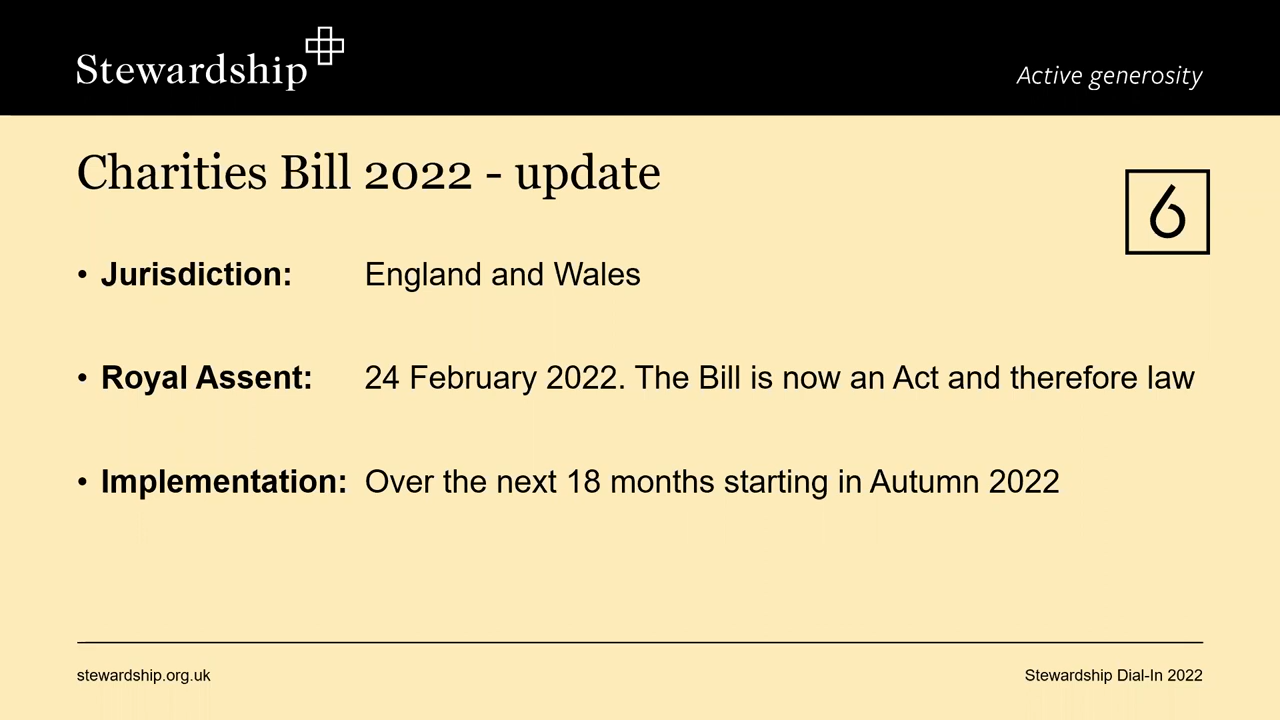 Stewardship
Active generosity
Charities Bill 2022 - update
6
• Jurisdiction: England and Wales
• Royal Assent: 24 February 2022. The Bill is now an Act and therefore law
• Implementation: Over the next 18 months starting in Autumn 2022
stewardship.org.uk
Stewardship Dial-In 2022